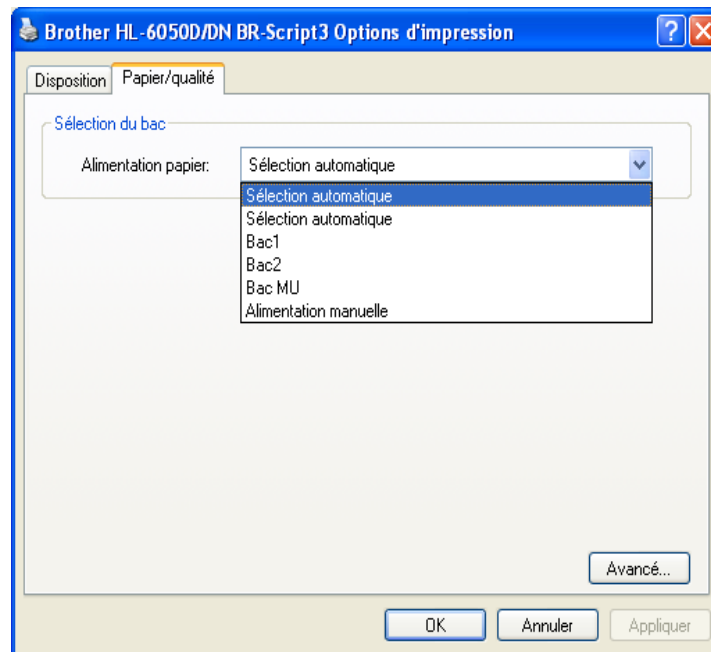 Brother HL-6050D/DN BR-Script3 Options d'impression
Disposition Papier/qualité
Sélection du bac
Alimentation papier: Sélection automatique
Sélection automatique
Sélection automatique
Bac1
Bac2
Bac MU
Alimentation manuelle
Avancé...
OK Annuler Appliquer